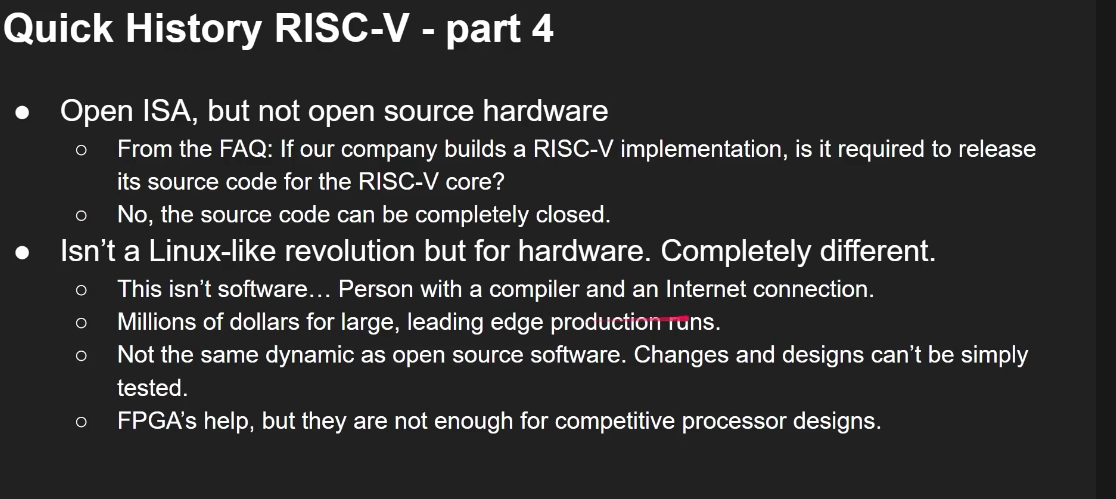 Quick History RISC-V - part 4
● Open ISA, but not open source hardware
○ From the FAQ: If our company builds a RISC-V implementation, is it required to release
its source code for the RISC-V core?
○ No, the source code can be completely closed.
● Isn’t a Linux-like revolution but for hardware. Completely different.
○ This isn’t software… Person with a compiler and an Internet connection.
○ Millions of dollars for large, leading edge production runs.
○ Not the same dynamic as open source software. Changes and designs can’t be simply
tested.
○ FPGA’s help, but they are not enough for competitive processor designs.